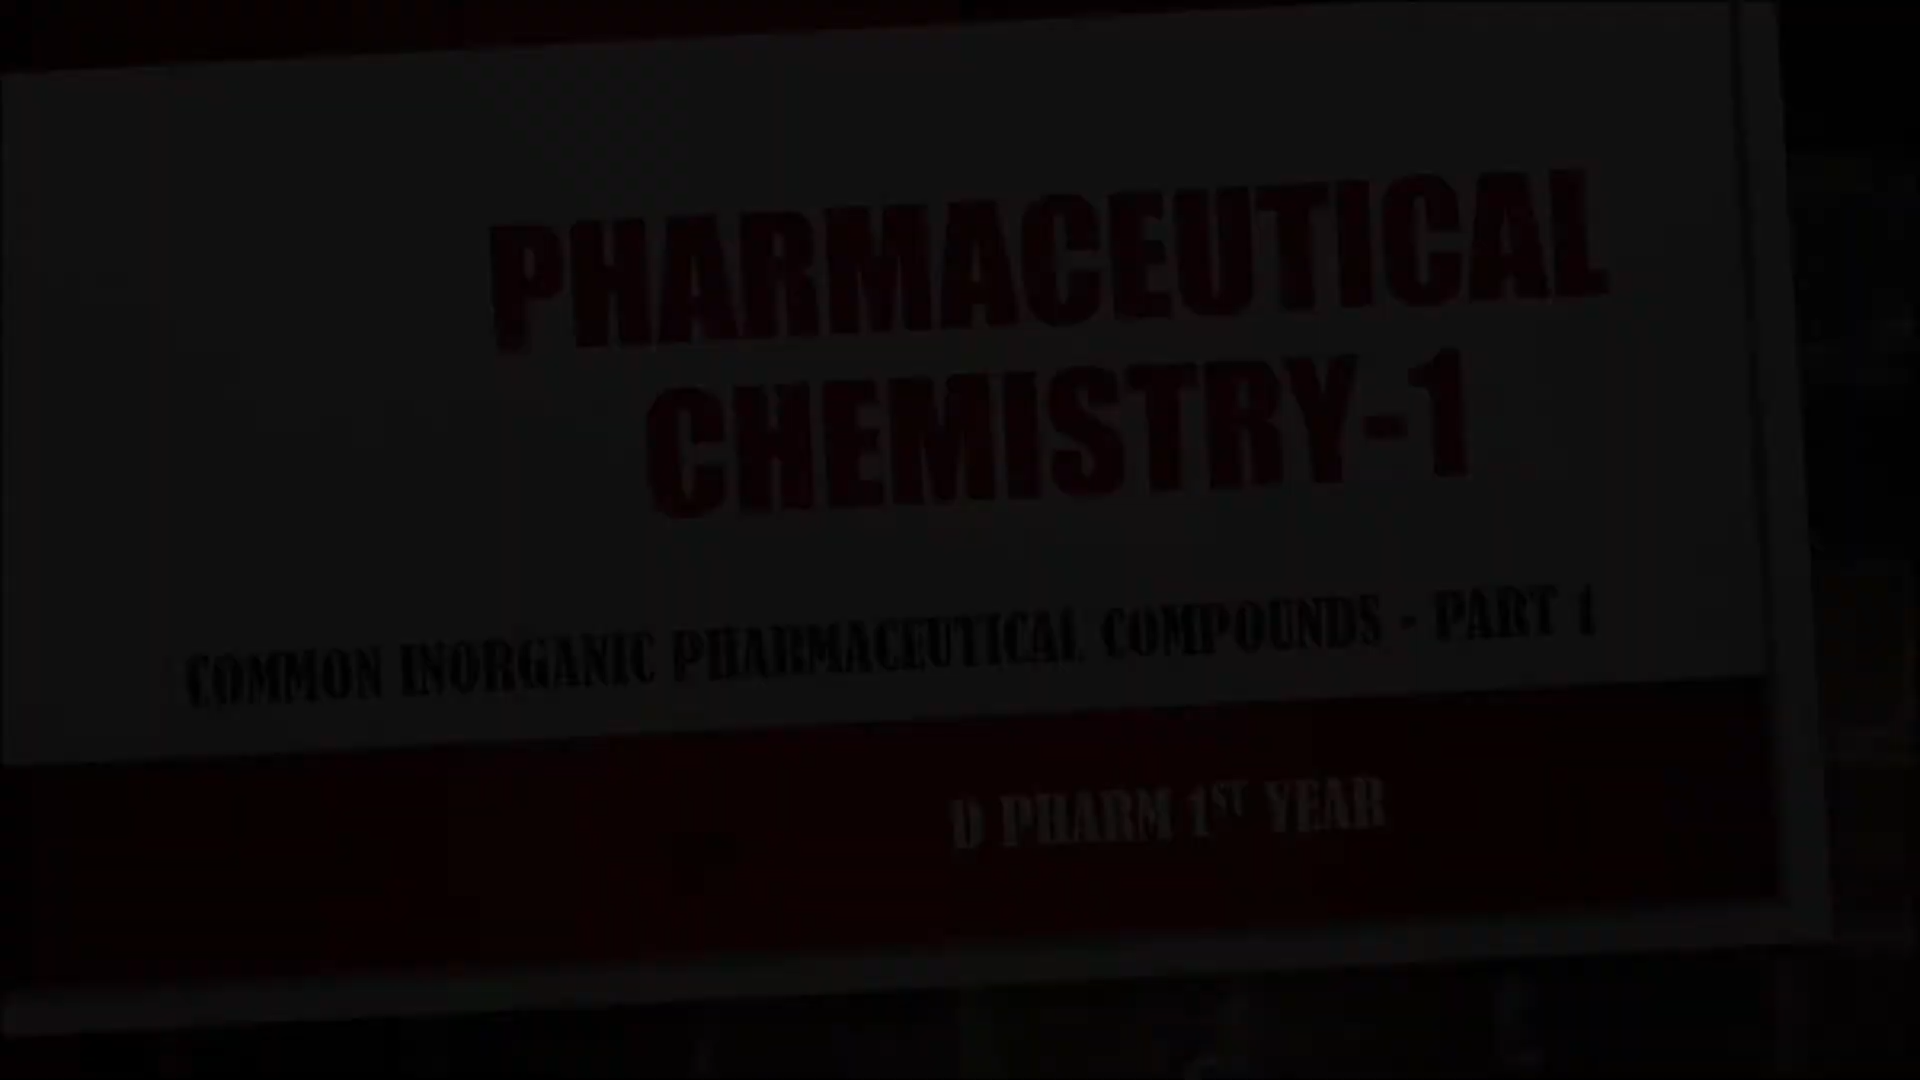 PHARMACEUTICAL
CHEMISTRY-1
COMMON INORGANIC PHARMACEUTICAL COMPOUNDS - PART 1
D PHARM 1ST YEAR